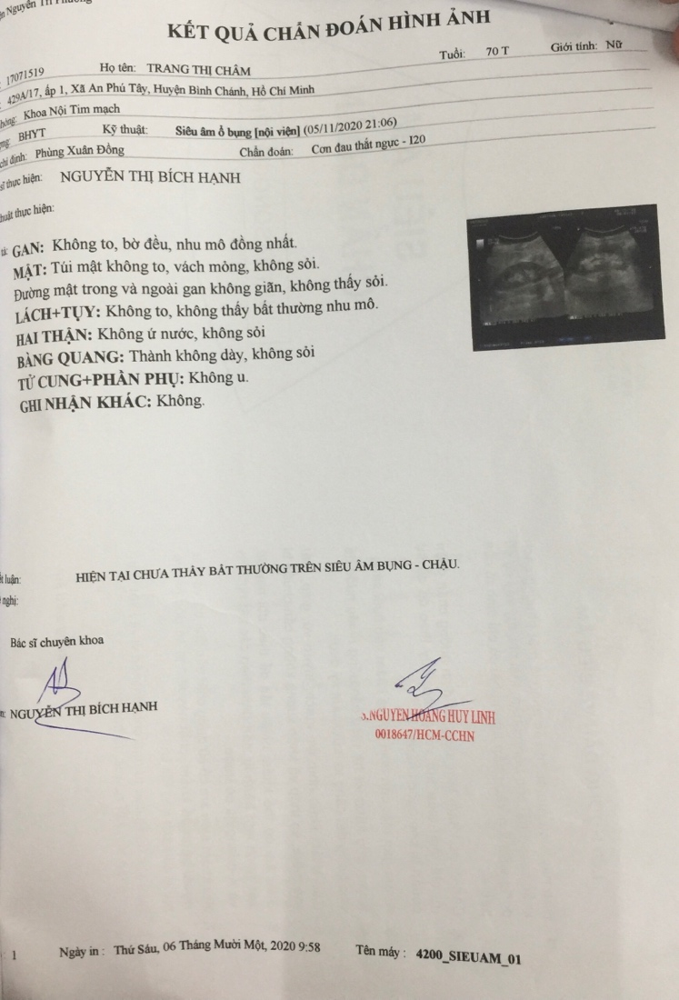 Nguyễn Tri Phương
KẾT QUẢ CHẨN ĐOÁN HÌNH ẢNH
17071519 Họ tên: TRANG THỊ CHÂM Tuổi: 70 T Giới tính: Nữ
429A/17, ấp 1, Xã An Phú Tây, Huyện Bình Chánh, Hồ Chí Minh
Khoa Nội Tim mạch
BHYT Kỹ thuật: Siêu âm ổ bụng [nội viện] (05/11/2020 21:06)
chỉ định: Phùng Xuân Đồng Chẩn đoán: Cơn đau thắt ngực - I20
sĩ thực hiện: NGUYỄN THỊ BÍCH HẠNH
thuật thực hiện:
GAN: Không to, bờ đều, nhu mô đồng nhất.
MẬT: Túi mật không to, vách mỏng, không sỏi.
Đường mật trong và ngoài gan không giãn, không thấy sỏi.
LÁCH+TỤY: Không to, không thấy bất thường nhu mô.
HAI THẬN: Không ứ nước, không sỏi
BÀNG QUANG: Thành không dày, không sỏi
TỬ CUNG+PHẦN PHỤ: Không u.
GHI NHẬN KHÁC: Không.
luận: HIỆN TẠI CHƯA THẤY BẤT THƯỜNG TRÊN SIÊU ÂM BỤNG - CHẬU.
nghị:
Bác sĩ chuyên khoa
NGUYỄN THỊ BÍCH HẠNH
S.NGUYEN HOANG HUY LINH
0018647/HCM-CCHN
1 Ngày in : Thứ Sáu, 06 Tháng Mười Một, 2020 9:58 Tên máy : 4200_SIEUAM_01